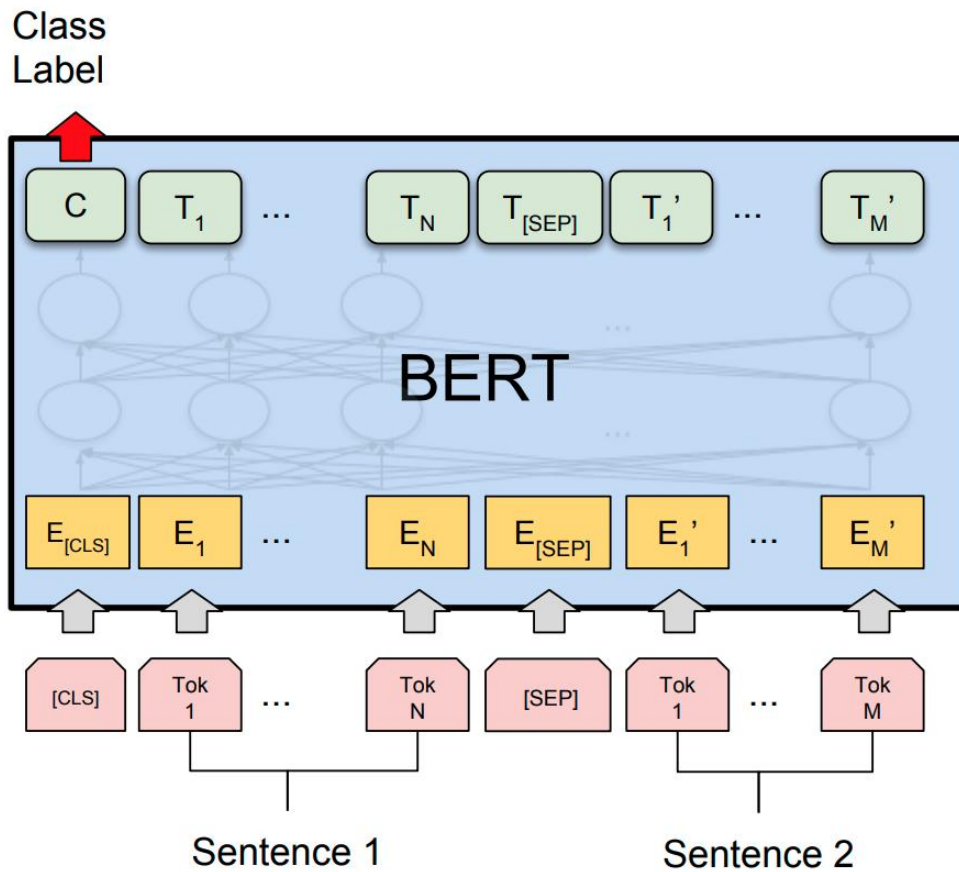 Class
Label
C T1 ... TN T[SEP] T1' ... TM'
...
BERT
...
E[CLS] E1 ... EN E[SEP] E1' ... EM'
[CLS] Tok 1 ... Tok N [SEP] Tok 1 ... Tok M
Sentence 1 Sentence 2